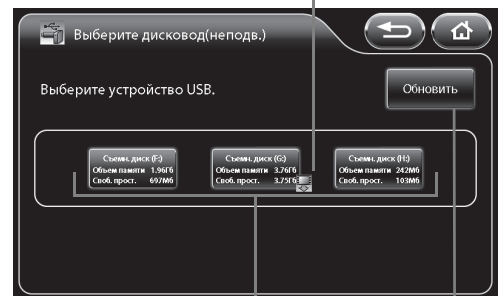 Выберите дисковод(неподв.)
Выберите устройство USB.
Обновить
Съемн. диск (F:)
Объем памяти 1.96Гб
Своб. прост. 697Мб
Съемн. диск (G:)
Объем памяти 3.76Гб
Своб. прост. 3.75Гб
Съемн. диск (H:)
Объем памяти 242Мб
Своб. прост. 103Мб